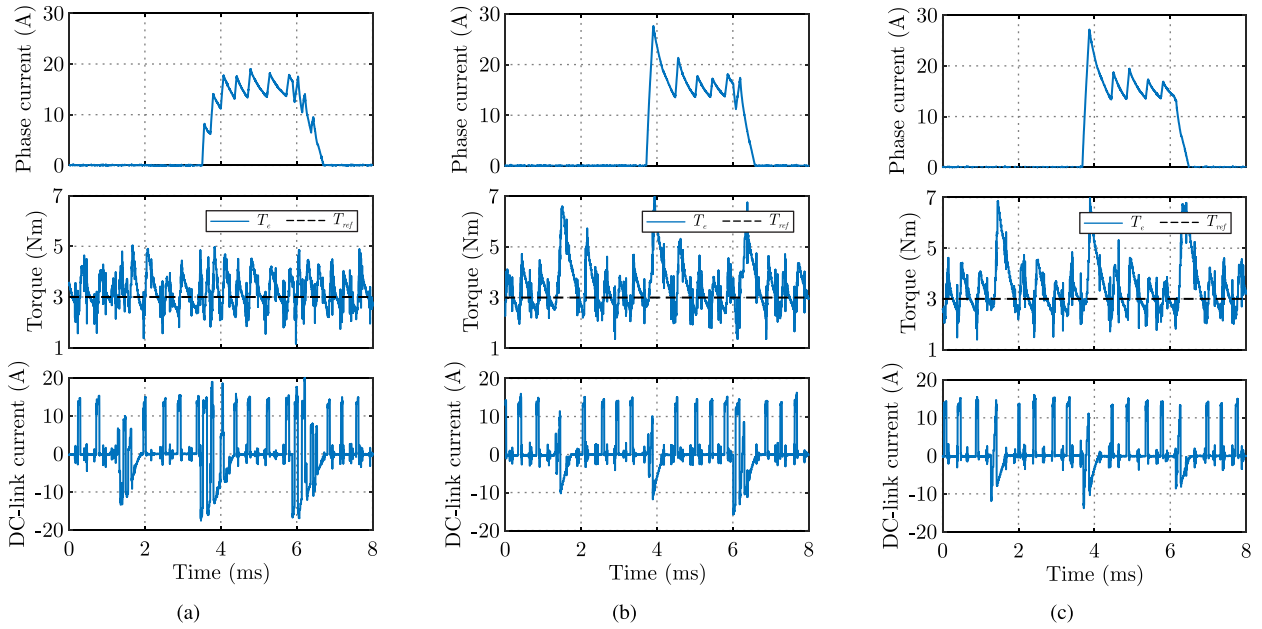 30
20
10
0
Phase current (A)
7
5
3
1
Torque (Nm)
T_e T_ref
20
10
0
-10
-20
DC-link current (A)
0 2 4 6 8
Time (ms)
(a)
30
20
10
0
Phase current (A)
7
5
3
1
Torque (Nm)
T_e T_ref
20
10
0
-10
-20
DC-link current (A)
0 2 4 6 8
Time (ms)
(b)
30
20
10
0
Phase current (A)
7
5
3
1
Torque (Nm)
T_e T_ref
20
10
0
-10
-20
DC-link current (A)
0 2 4 6 8
Time (ms)
(c)